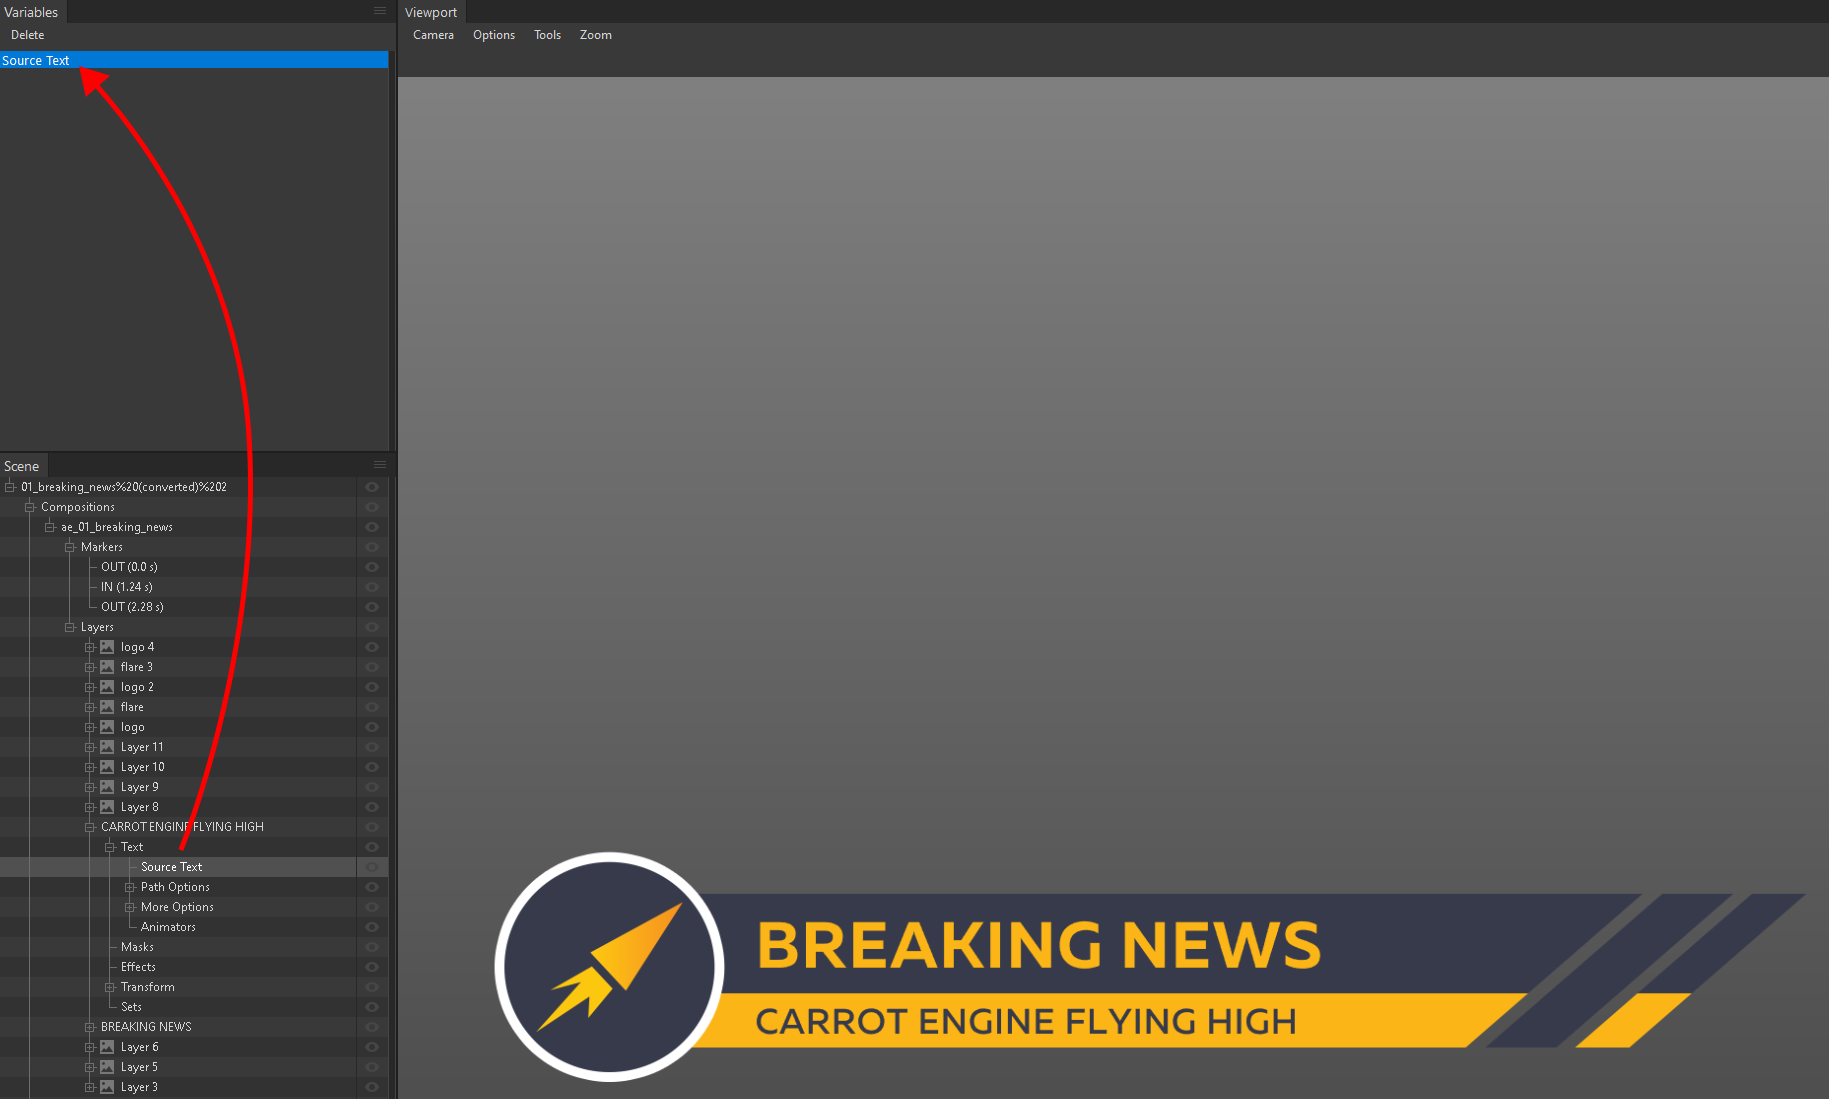 Variables
Delete
Source Text
Scene
01_breaking_news%20(converted)%202
Compositions
ae_01_breaking_news
Markers
OUT (0.0 s)
IN (1.24 s)
OUT (2.28 s)
Layers
logo 4
flare 3
logo 2
flare
logo
Layer 11
Layer 10
Layer 9
Layer 8
CARROT ENGINE FLYING HIGH
Text
Source Text
Path Options
More Options
Animators
Masks
Effects
Transform
Sets
BREAKING NEWS
Layer 6
Layer 5
Layer 3
Viewport
Camera Options Tools Zoom
BREAKING NEWS
CARROT ENGINE FLYING HIGH